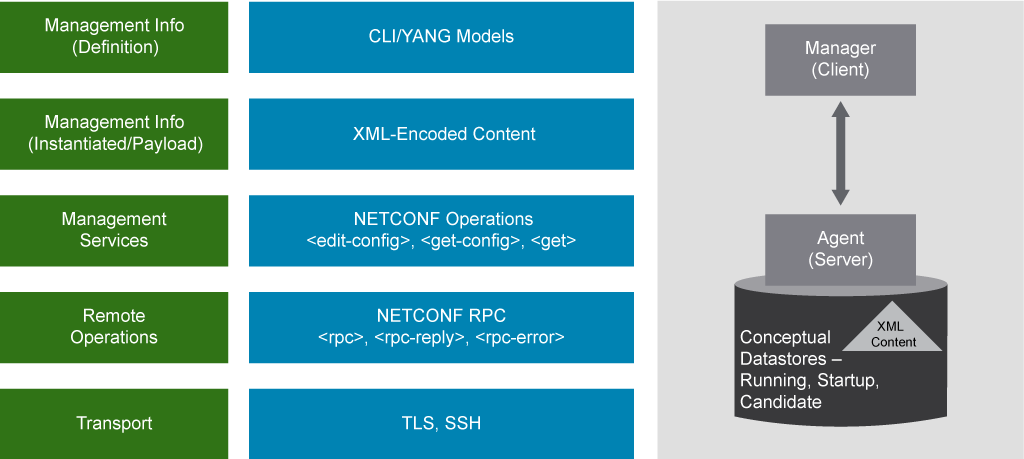 Management Info
(Definition)
CLI/YANG Models
Management Info
(Instantiated/Payload)
XML-Encoded Content
Management
Services
NETCONF Operations
<edit-config>, <get-config>, <get>
Remote
Operations
NETCONF RPC
<rpc>, <rpc-reply>, <rpc-error>
Transport
TLS, SSH
Manager
(Client)
Agent
(Server)
XML
Content
Conceptual
Datastores –
Running, Startup,
Candidate